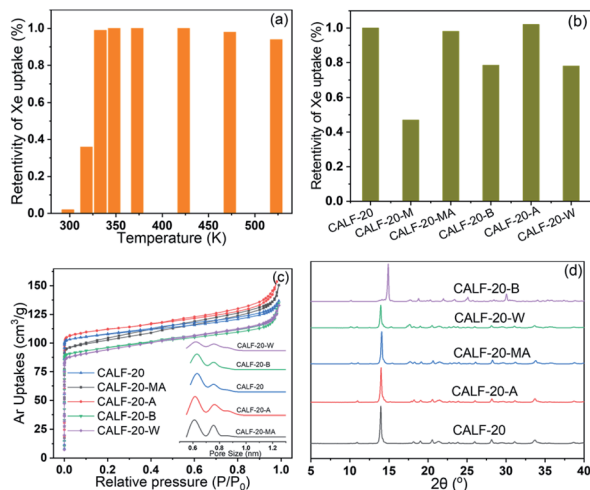 (a)
Retentivity of Xe uptake (%)
1.0
0.8
0.6
0.4
0.2
0.0
300 350 400 450 500
Temperature (K)
(b)
Retentivity of Xe uptake (%)
1.0
0.8
0.6
0.4
0.2
0.0
CALF-20
CALF-20-M
CALF-20-MA
CALF-20-B
CALF-20-A
CALF-20-W
(c)
Ar Uptakes (cm³/g)
150
125
100
75
50
25
0
CALF-20
CALF-20-MA
CALF-20-A
CALF-20-B
CALF-20-W
CALF-20-W
CALF-20-B
CALF-20
CALF-20-A
CALF-20-MA
0.6 0.8 1.0 1.2
Pore Size (nm)
0.0 0.2 0.4 0.6 0.8 1.0
Relative pressure (P/P₀)
(d)
CALF-20-B
CALF-20-W
CALF-20-MA
CALF-20-A
CALF-20
5 10 15 20 25 30 35 40
2θ (°)